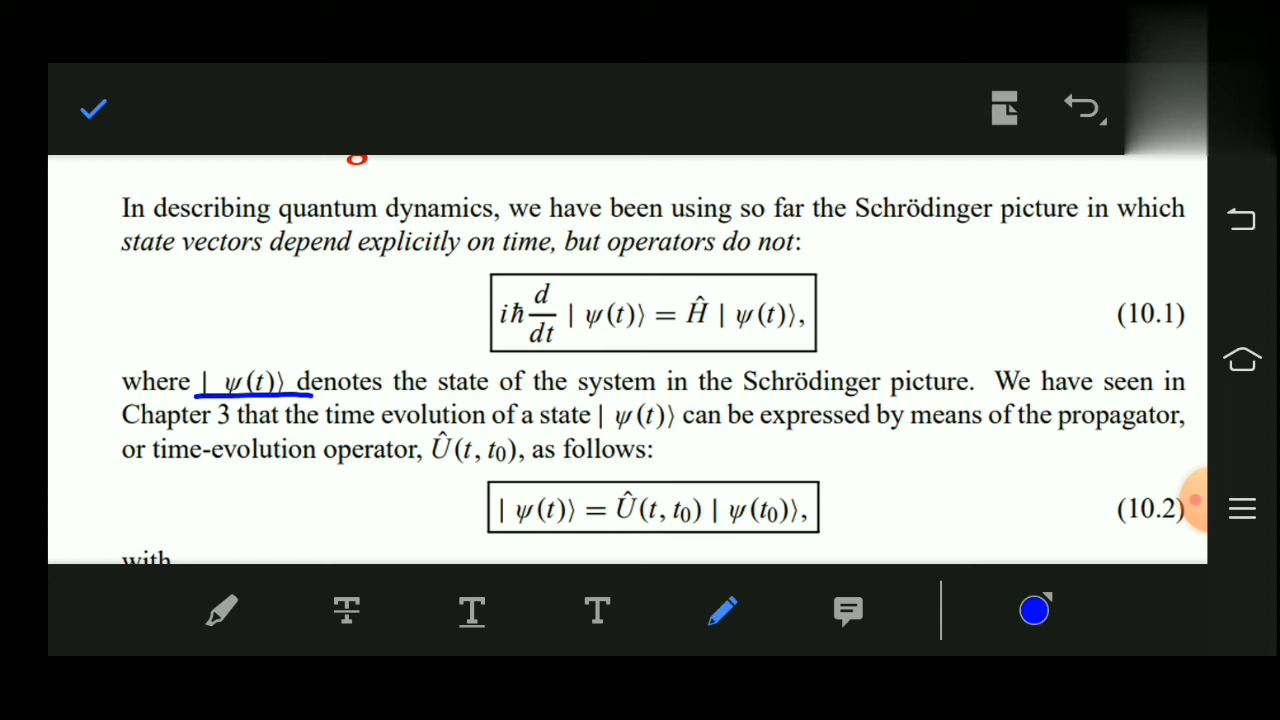 In describing quantum dynamics, we have been using so far the Schrödinger picture in which
state vectors depend explicitly on time, but operators do not:
iħ d/dt | ψ(t)⟩ = Ĥ | ψ(t)⟩, (10.1)
where | ψ(t)⟩ denotes the state of the system in the Schrödinger picture. We have seen in
Chapter 3 that the time evolution of a state | ψ(t)⟩ can be expressed by means of the propagator,
or time-evolution operator, Û(t, t₀), as follows:
| ψ(t)⟩ = Û(t, t₀) | ψ(t₀)⟩, (10.2)
with